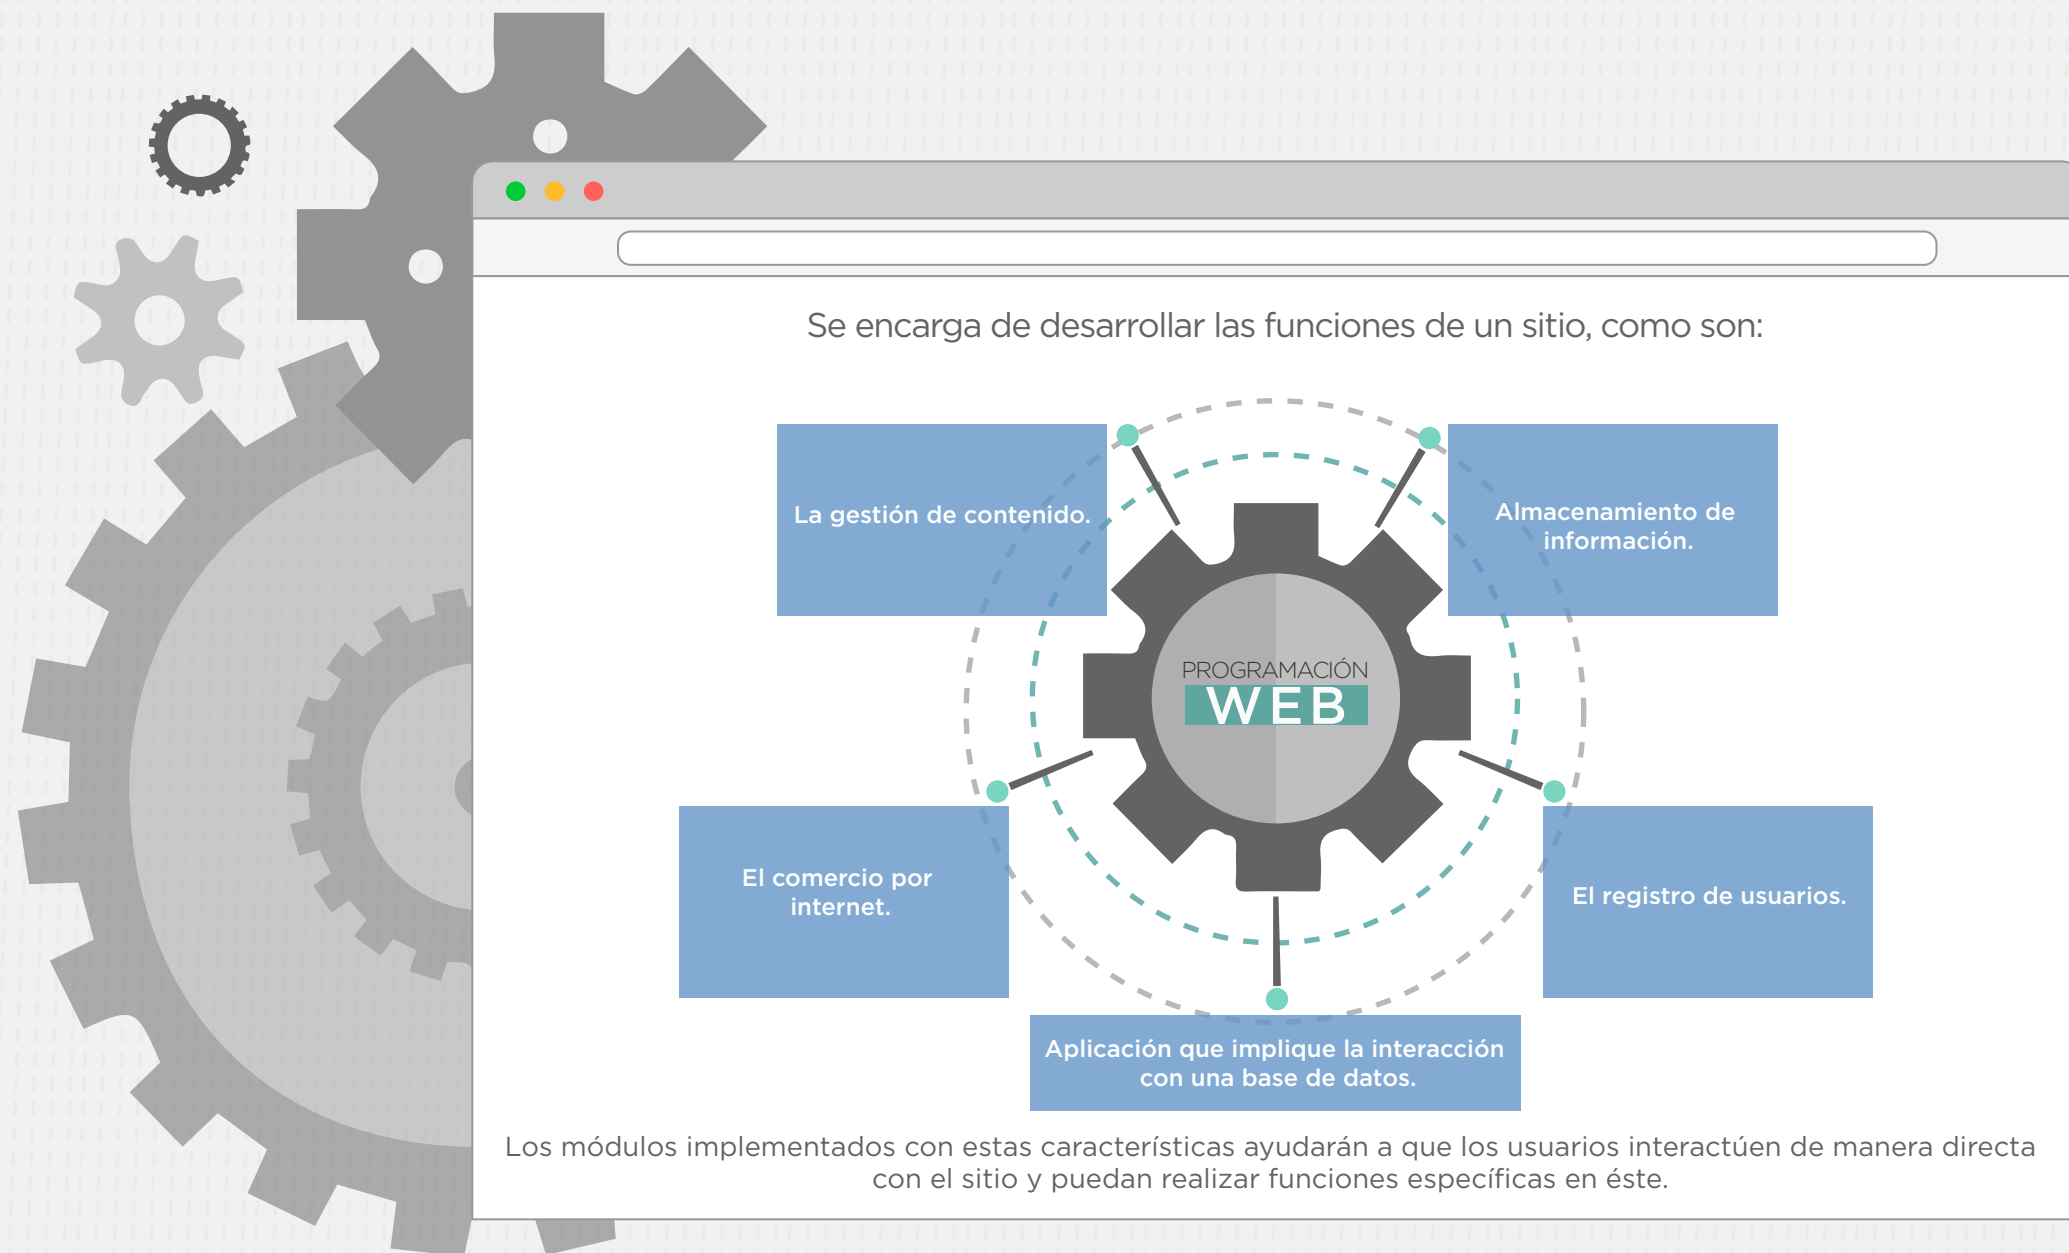 Se encarga de desarrollar las funciones de un sitio, como son:
La gestión de contenido.
Almacenamiento de
información.
PROGRAMACIÓN
WEB
El comercio por
internet.
El registro de usuarios.
Aplicación que implique la interacción
con una base de datos.
Los módulos implementados con estas características ayudarán a que los usuarios interactúen de manera directa
con el sitio y puedan realizar funciones específicas en éste.